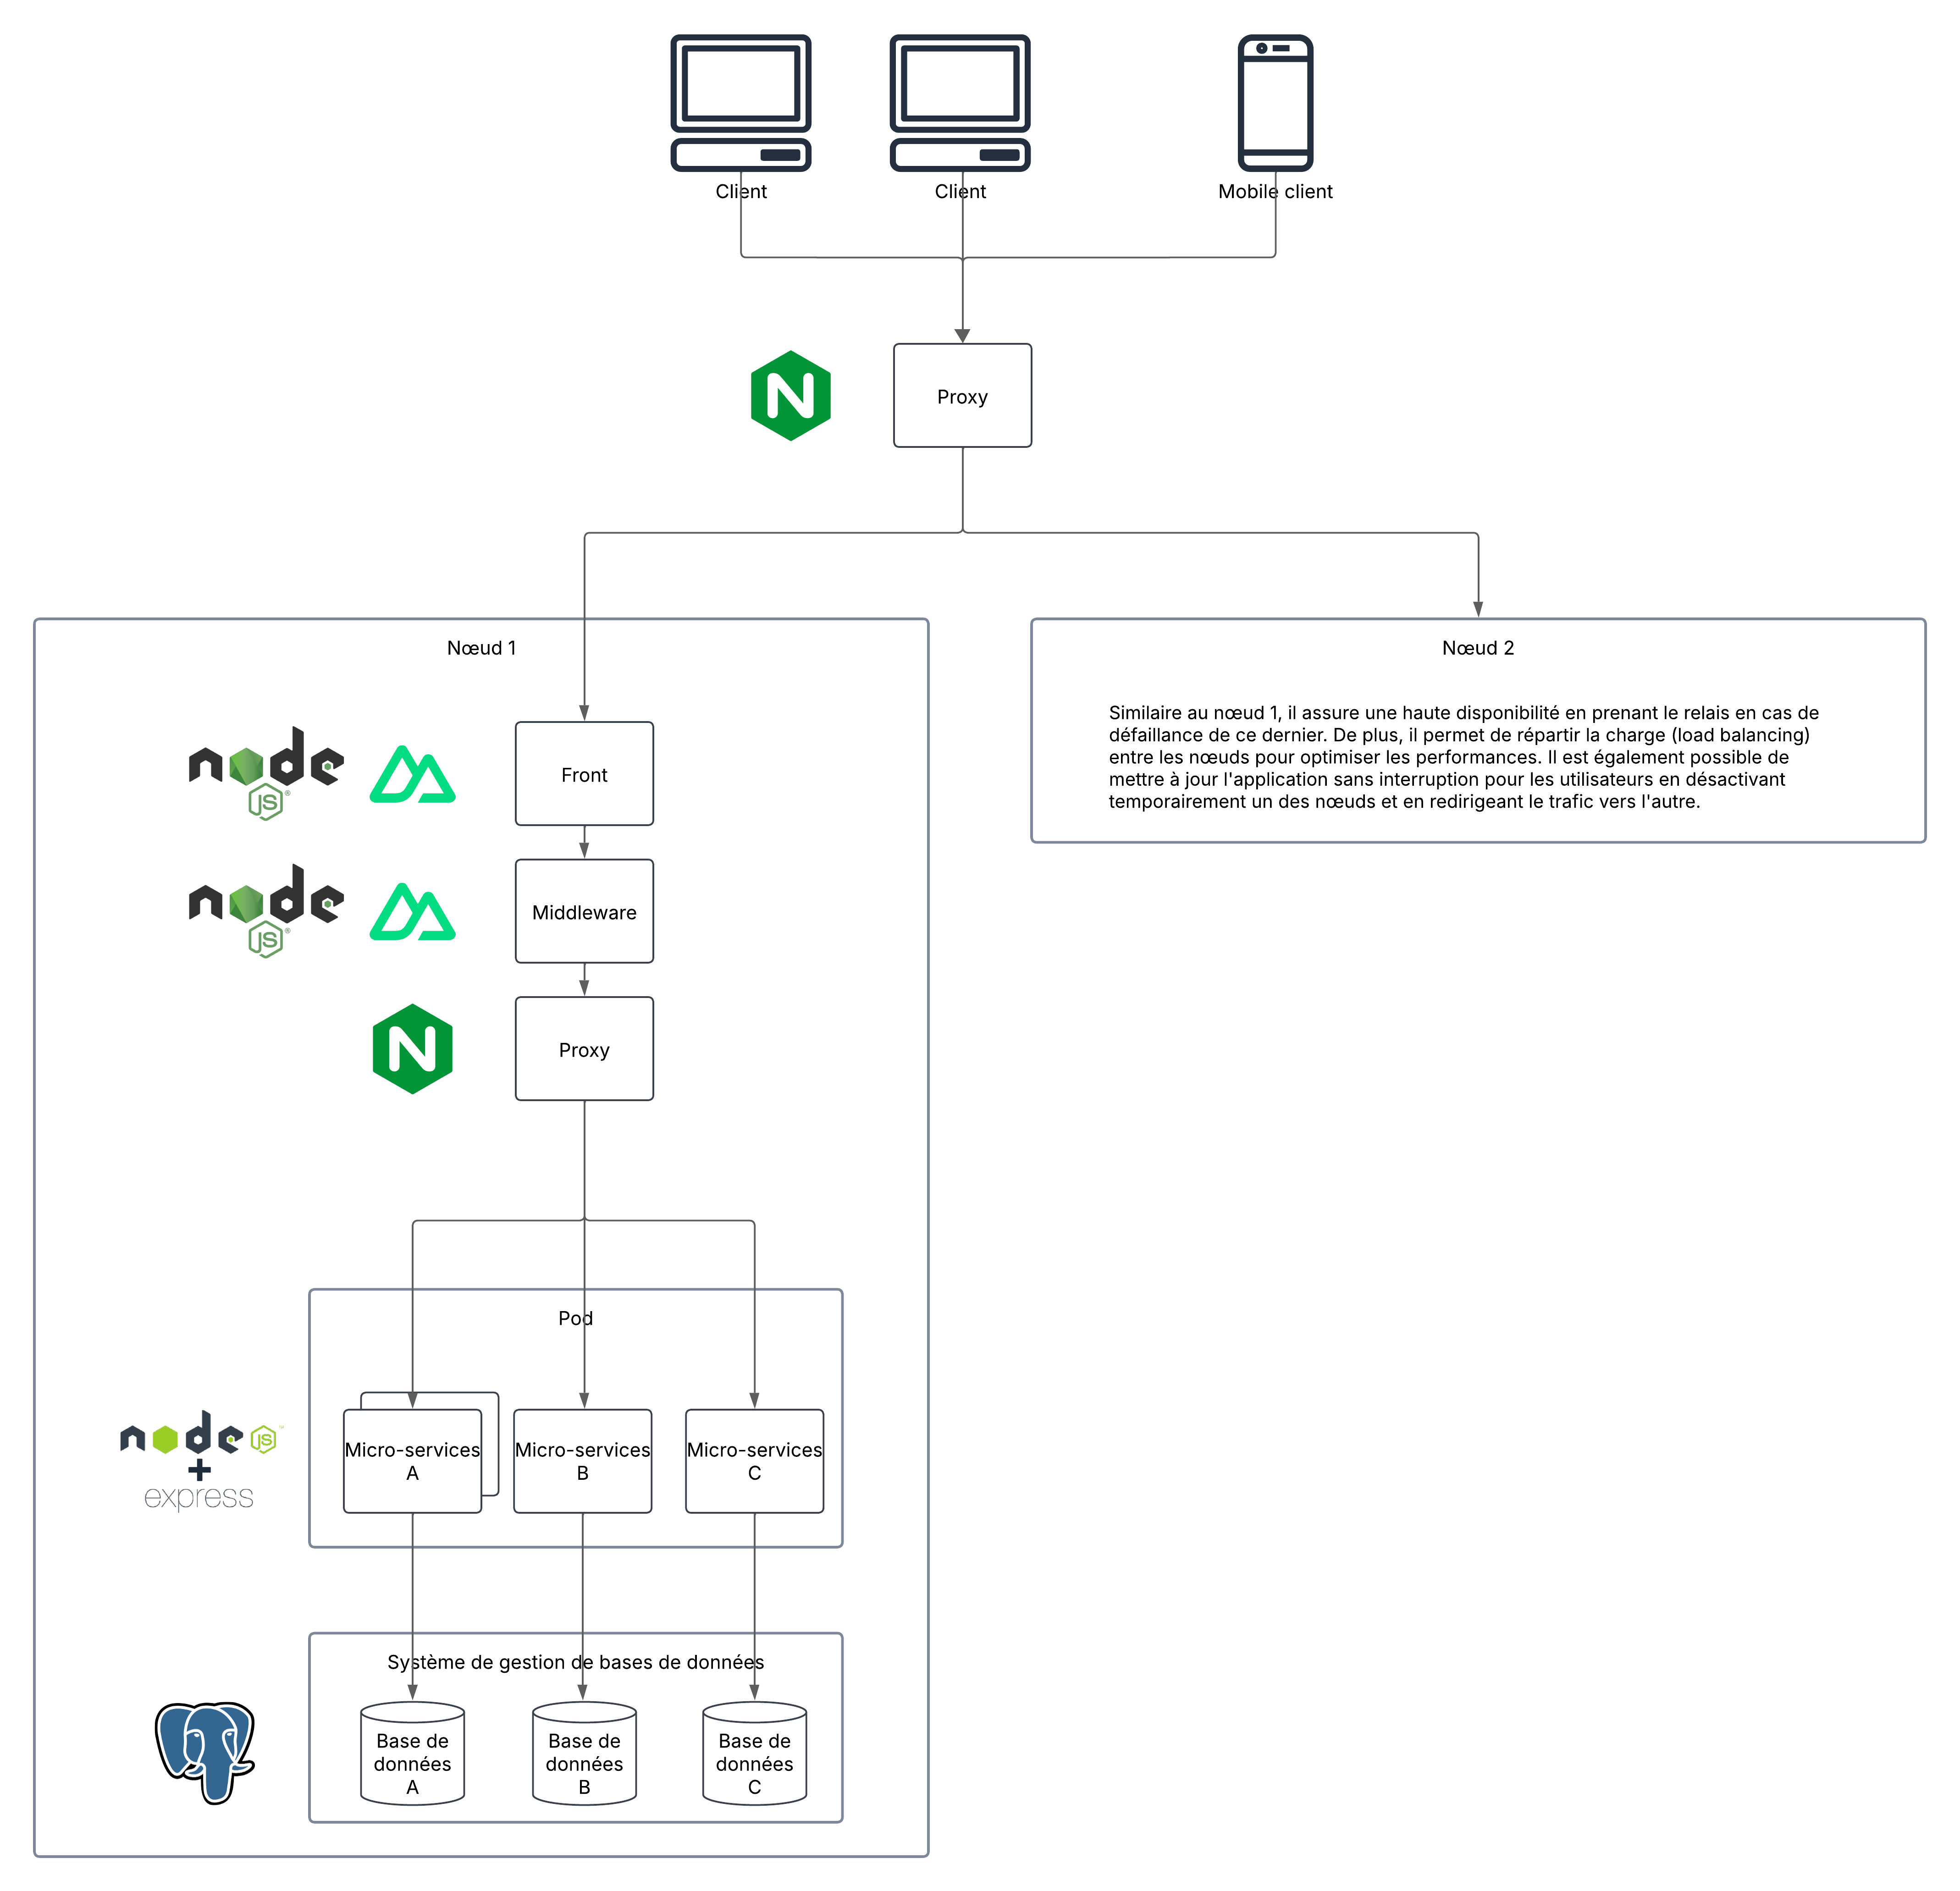 Client
Client
Mobile client
Proxy
Nœud 1
Nœud 2
Similaire au nœud 1, il assure une haute disponibilité en prenant le relais en cas de
défaillance de ce dernier. De plus, il permet de répartir la charge (load balancing)
entre les nœuds pour optimiser les performances. Il est également possible de
mettre à jour l'application sans interruption pour les utilisateurs en désactivant
temporairement un des nœuds et en redirigeant le trafic vers l'autre.
node
JS®
Front
node
JS®
Middleware
N
Proxy
Pod
node JS™
+
express
Micro-services
A
Micro-services
B
Micro-services
C
Système de gestion de bases de données
Base de
données
A
Base de
données
B
Base de
données
C